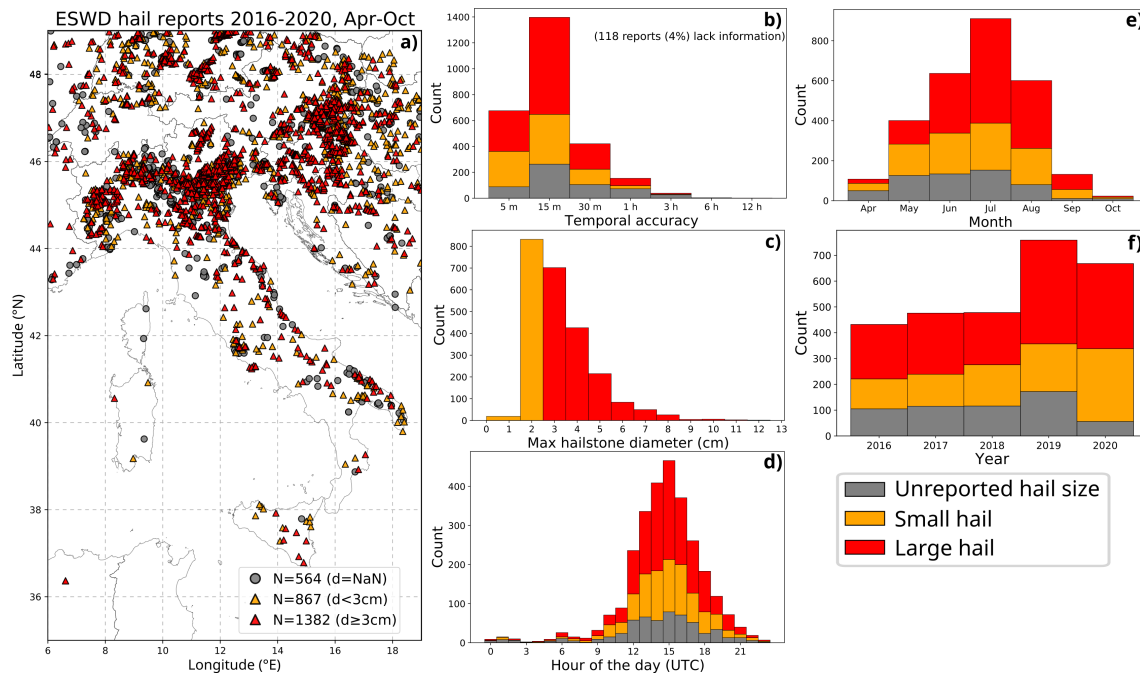 ESWD hail reports 2016-2020, Apr-Oct
a)
48
46
44
42
40
38
36
Latitude (°N)
N=564 (d=NaN)
N=867 (d<3cm)
N=1382 (d≥3cm)
6 8 10 12 14 16 18
Longitude (°E)
b)
(118 reports (4%) lack information)
1400
1200
1000
800
600
400
200
0
Count
5 m 15 m 30 m 1 h 3 h 6 h 12 h
Temporal accuracy
c)
800
700
600
500
400
300
200
100
0
Count
0 1 2 3 4 5 6 7 8 9 10 11 12 13
Max hailstone diameter (cm)
d)
400
300
200
100
0
Count
0 3 6 9 12 15 18 21
Hour of the day (UTC)
e)
800
600
400
200
0
Count
Apr May Jun Jul Aug Sep Oct
Month
f)
700
600
500
400
300
200
100
0
Count
2016 2017 2018 2019 2020
Year
Unreported hail size
Small hail
Large hail